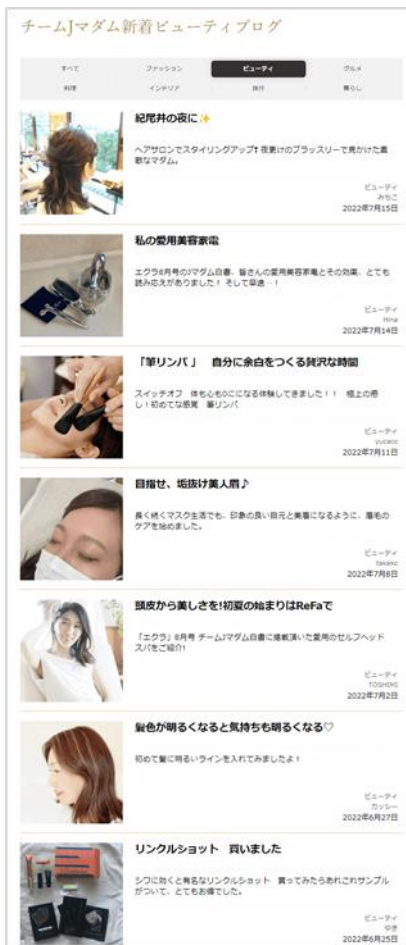 チームJマダム新着ビューティブログ
すべて
ファッション
ビューティ
グルメ
料理
インテリア
旅行
暮らし
紀尾井の夜に✨
ヘアサロンでスタイリングアップ❣ 夜更けのブラッスリーで見かけた素
敵なマダム。
ビューティ
みちこ
2022年7月15日
私の愛用美容家電
エクラ8月号のJマダム白書、皆さんの愛用美容家電とその効果、とても
読み応えがありました！ そして早速…！
ビューティ
Hina
2022年7月14日
「筆リンパ 」 自分に余白をつくる贅沢な時間
スイッチオフ 体も心も0にになる体験してきました！！ 極上の癒
し！初めてな感覚 筆リンパ
ビューティ
yucaco
2022年7月11日
目指せ、垢抜け美人眉♪
長く続くマスク生活でも、印象の良い目元と美眉になるように、眉毛の
ケアを始めました。
ビューティ
takako
2022年7月8日
頭皮から美しさを!初夏の始まりはReFaで
「エクラ」8月号 チームJマダム白書に掲載頂いた愛用のセルフヘッド
スパをご紹介!
ビューティ
TOSHIMI
2022年7月2日
髪色が明るくなると気持ちも明るくなる♡
初めて髪に明るいラインを入れてみましたよ！
ビューティ
カッシー
2022年6月27日
リンクルショット 買いました
シワに効くと有名なリンクルショット 買ってみたらあれこれサンプル
がついて、とてもお得でした。
ビューティ
ゆき
2022年6月25日